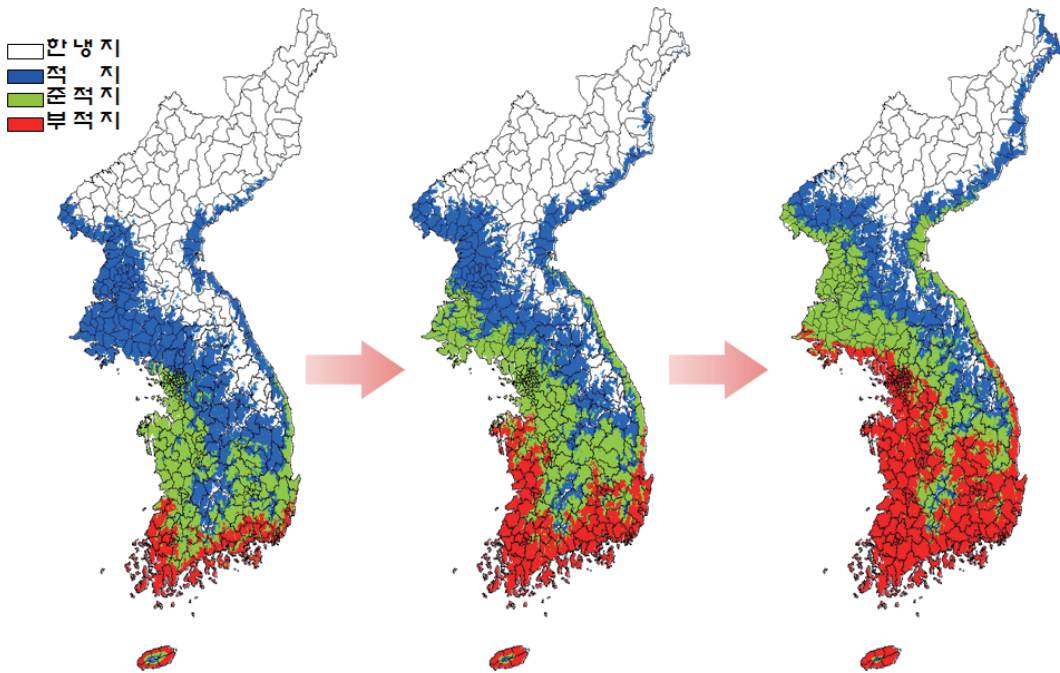 한 냉 지
적 지
준 적 지
부 적 지